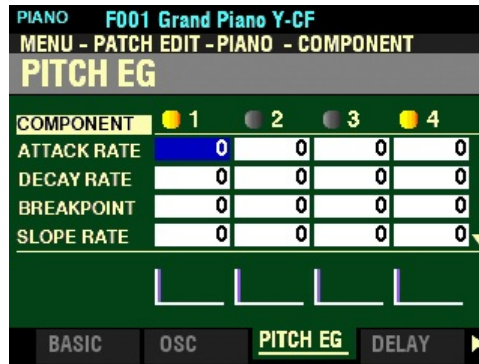 PIANO F001 Grand Piano Y-CF
MENU - PATCH EDIT - PIANO - COMPONENT
PITCH EG
COMPONENT 1 2 3 4
ATTACK RATE 0 0 0 0
DECAY RATE 0 0 0 0
BREAKPOINT 0 0 0 0
SLOPE RATE 0 0 0 0
BASIC OSC PITCH EG DELAY